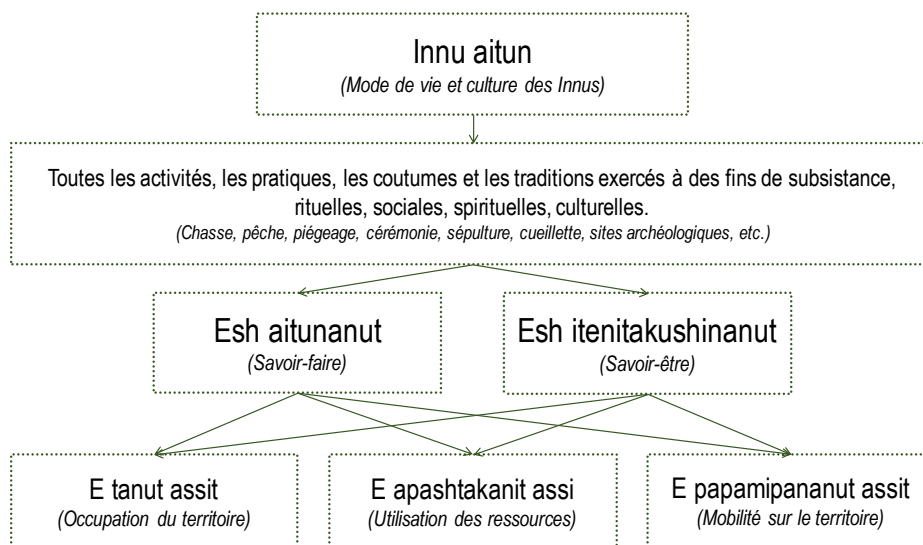 Innu aitun
(Mode de vie et culture des Innus)
Toutes les activités, les pratiques, les coutumes et les traditions exercés à des fins de subsistance,
rituelles, sociales, spirituelles, culturelles.
(Chasse, pêche, piégeage, cérémonie, sépulture, cueillette, sites archéologiques, etc.)
Esh aitunanut
(Savoir-faire)
Esh itenitakushinanut
(Savoir-être)
E tanut assit
(Occupation du territoire)
E apashtakanit assi
(Utilisation des ressources)
E papamipananut assit
(Mobilité sur le territoire)